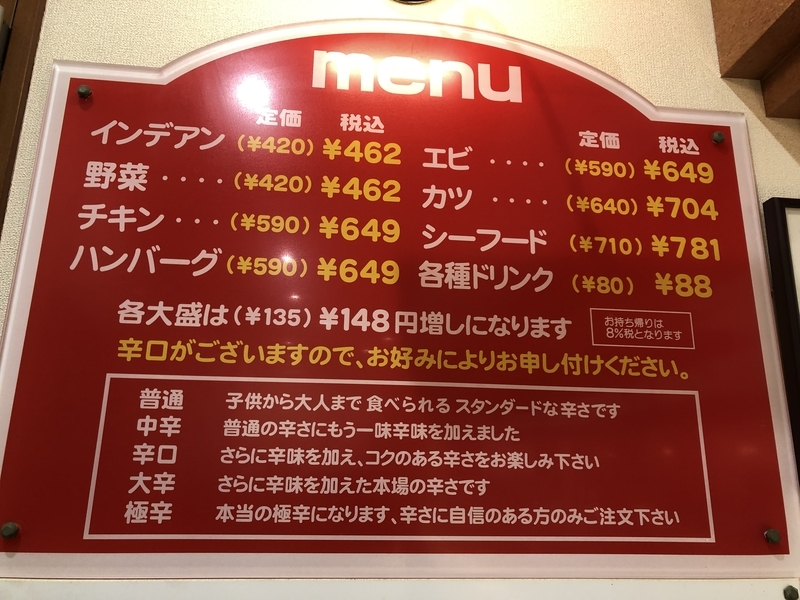 menu
定価 税込
インデアン (¥420) ¥462
野菜 ‥‥ (¥420) ¥462
チキン ‥‥ (¥590) ¥649
ハンバーグ (¥590) ¥649
定価 税込
エビ ‥‥ (¥590) ¥649
カツ ‥‥ (¥640) ¥704
シーフード (¥710) ¥781
各種ドリンク (¥80) ¥88
各大盛は(¥135) ¥148円増しになります
お持ち帰りは
8%税となります
辛口がございますので、お好みによりお申し付けください。
普通 子供から大人まで 食べられる スタンダードな辛さです
中辛 普通の辛さにもう一味辛味を加えました
辛口 さらに辛味を加え、コクのある辛さをお楽しみ下さい
大辛 さらに辛味を加えた本場の辛さです
極辛 本当の極辛になります、辛さに自信のある方のみご注文下さい